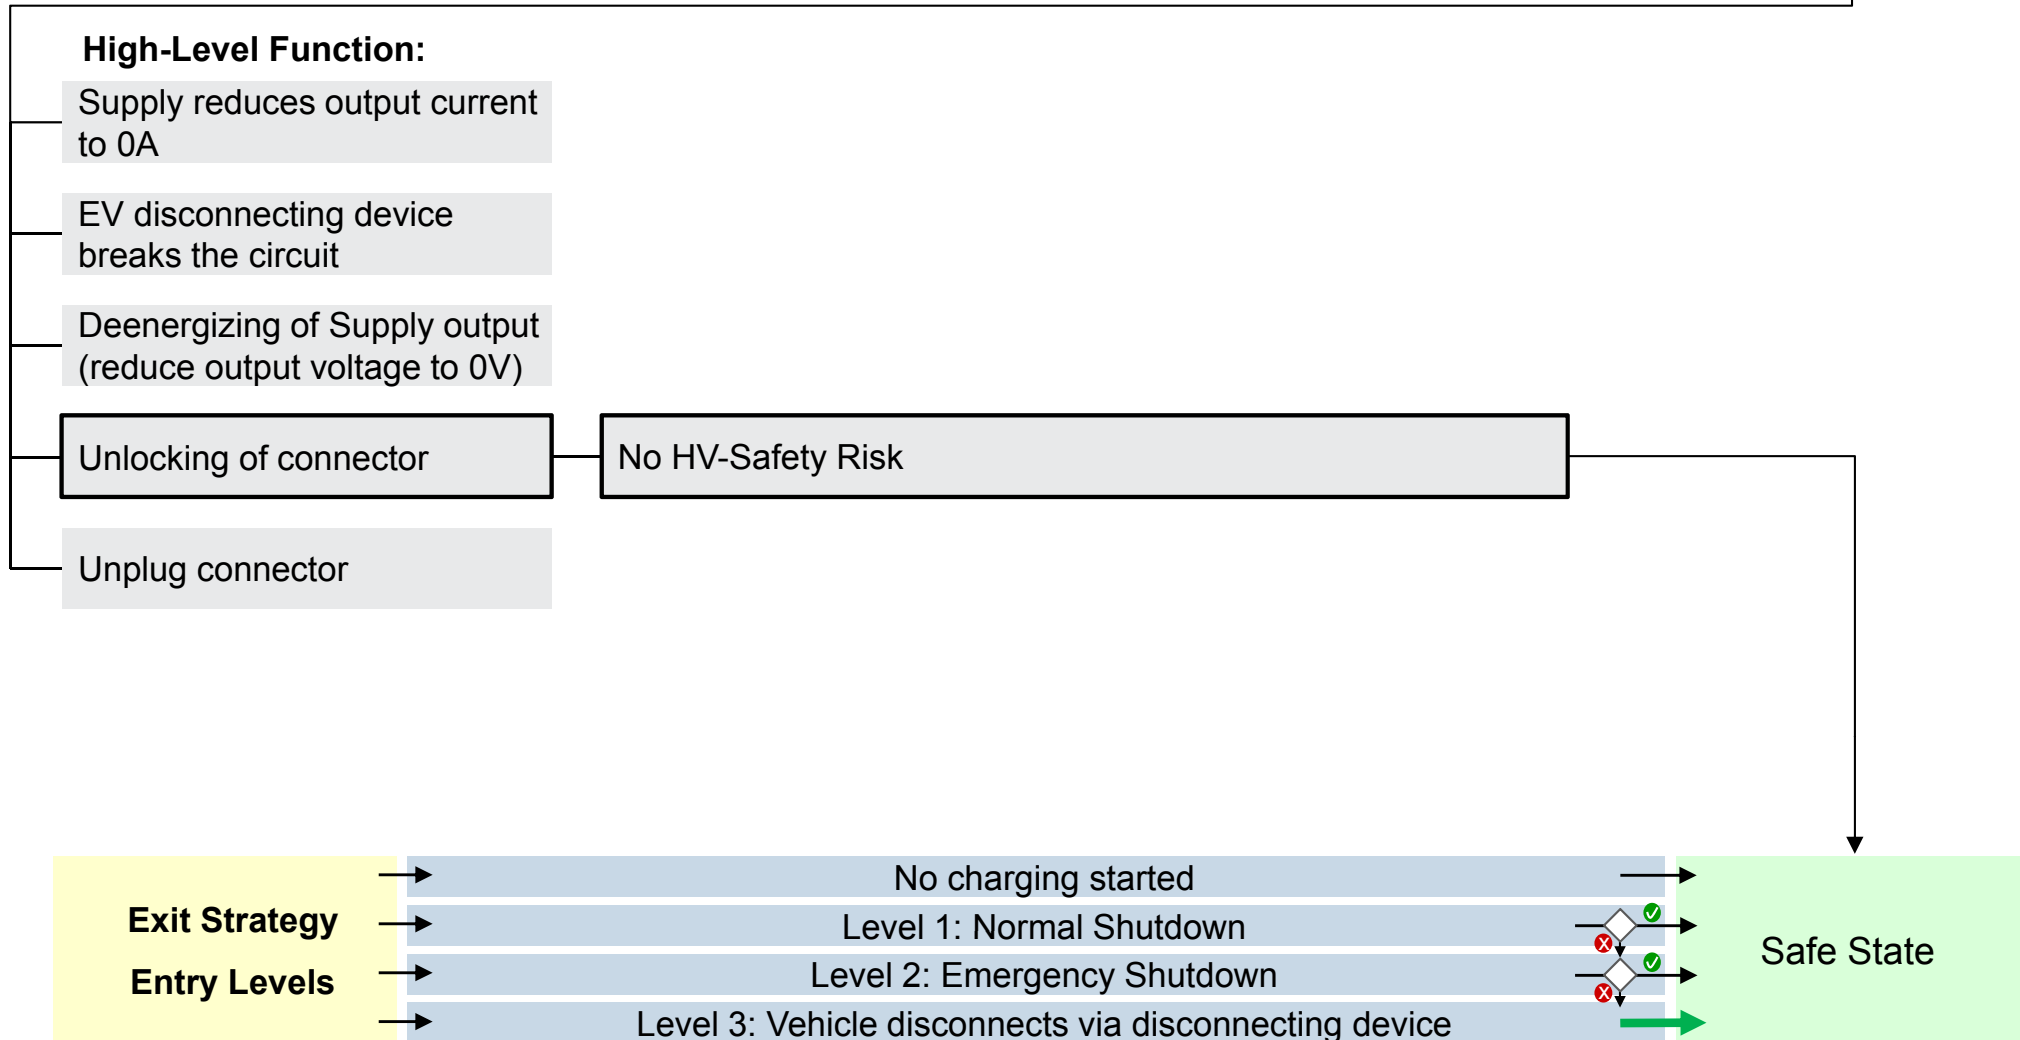 High-Level Function:
Supply reduces output current
to 0A
EV disconnecting device
breaks the circuit
Deenergizing of Supply output
(reduce output voltage to 0V)
Unlocking of connector
No HV-Safety Risk
Unplug connector
Exit Strategy
Entry Levels
No charging started
Level 1: Normal Shutdown
Level 2: Emergency Shutdown
Level 3: Vehicle disconnects via disconnecting device
Safe State